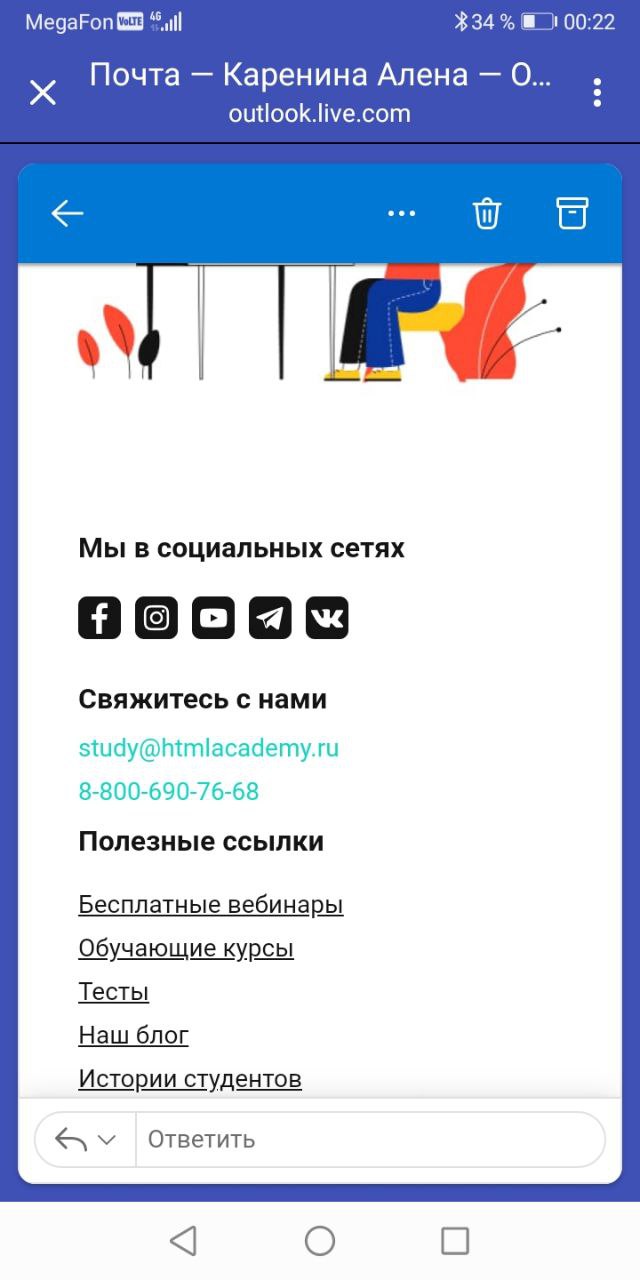 MegaFon VoLTE 4G 34 % 00:22
Почта — Каренина Алена — O...
outlook.live.com
Мы в социальных сетях
Свяжитесь с нами
study@htmlacademy.ru
8-800-690-76-68
Полезные ссылки
Бесплатные вебинары
Обучающие курсы
Тесты
Наш блог
Истории студентов
Ответить